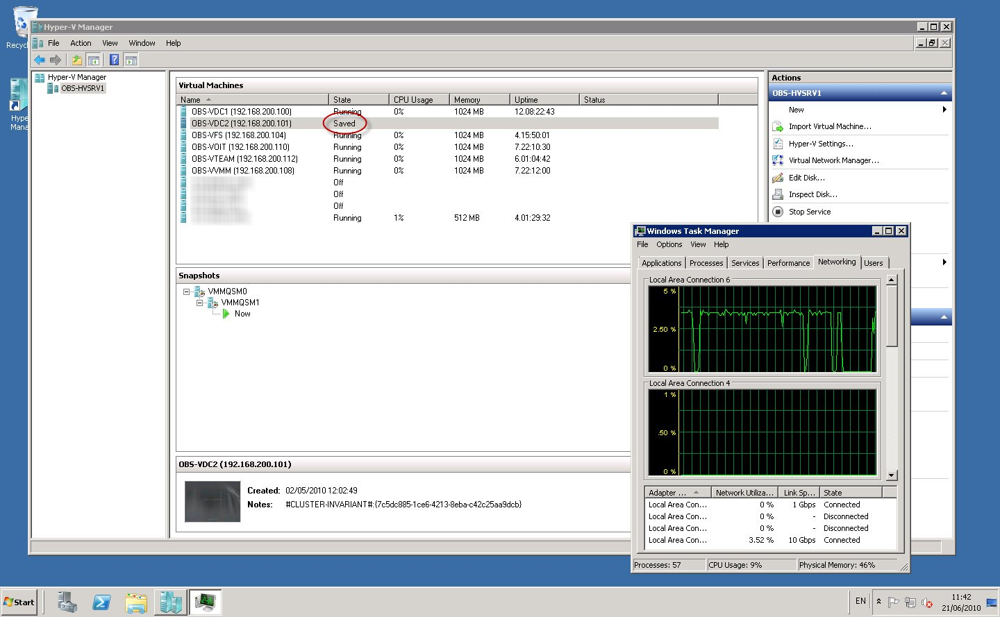 Recyc
Hype
Mana
Hyper-V Manager
File Action View Window Help
Hyper-V Manager
OBS-HVSRV1
Virtual Machines
Name State CPU Usage Memory Uptime Status
OBS-VDC1 (192.168.200.100) Running 0% 1024 MB 12.08:22:43
OBS-VDC2 (192.168.200.101) Saved
OBS-VFS (192.168.200.104) Running 0% 1024 MB 4.15:50:01
OBS-VOIT (192.168.200.110) Running 0% 1024 MB 7.22:10:30
OBS-VTEAM (192.168.200.112) Running 0% 1024 MB 6.01:04:42
OBS-VVMM (192.168.200.108) Running 0% 1024 MB 7.22:12:00
Off
Off
Off
Running 1% 512 MB 4.01:29:32
Snapshots
VMMQSM0
VMMQSM1
Now
OBS-VDC2 (192.168.200.101)
Created: 02/05/2010 12:02:49
Notes: #CLUSTER-INVARIANT#:{7c5dc885-1ce6-4213-8eba-c42c25aa9dcb}
Actions
OBS-HVSRV1
New
Import Virtual Machine...
Hyper-V Settings...
Virtual Network Manager...
Edit Disk...
Inspect Disk...
Stop Service
Windows Task Manager
File Options View Help
Applications Processes Services Performance Networking Users
Local Area Connection 6
5 %
2.50 %
0 %
Local Area Connection 4
1 %
.50 %
0 %
Adapter ... Network Utiliza... Link Sp... State
Local Area Con... 0 % 1 Gbps Connected
Local Area Con... 0 % - Disconnected
Local Area Con... 0 % - Disconnected
Local Area Con... 3.52 % 10 Gbps Connected
Processes: 57 CPU Usage: 9% Physical Memory: 46%
Start
EN
11:42
21/06/2010